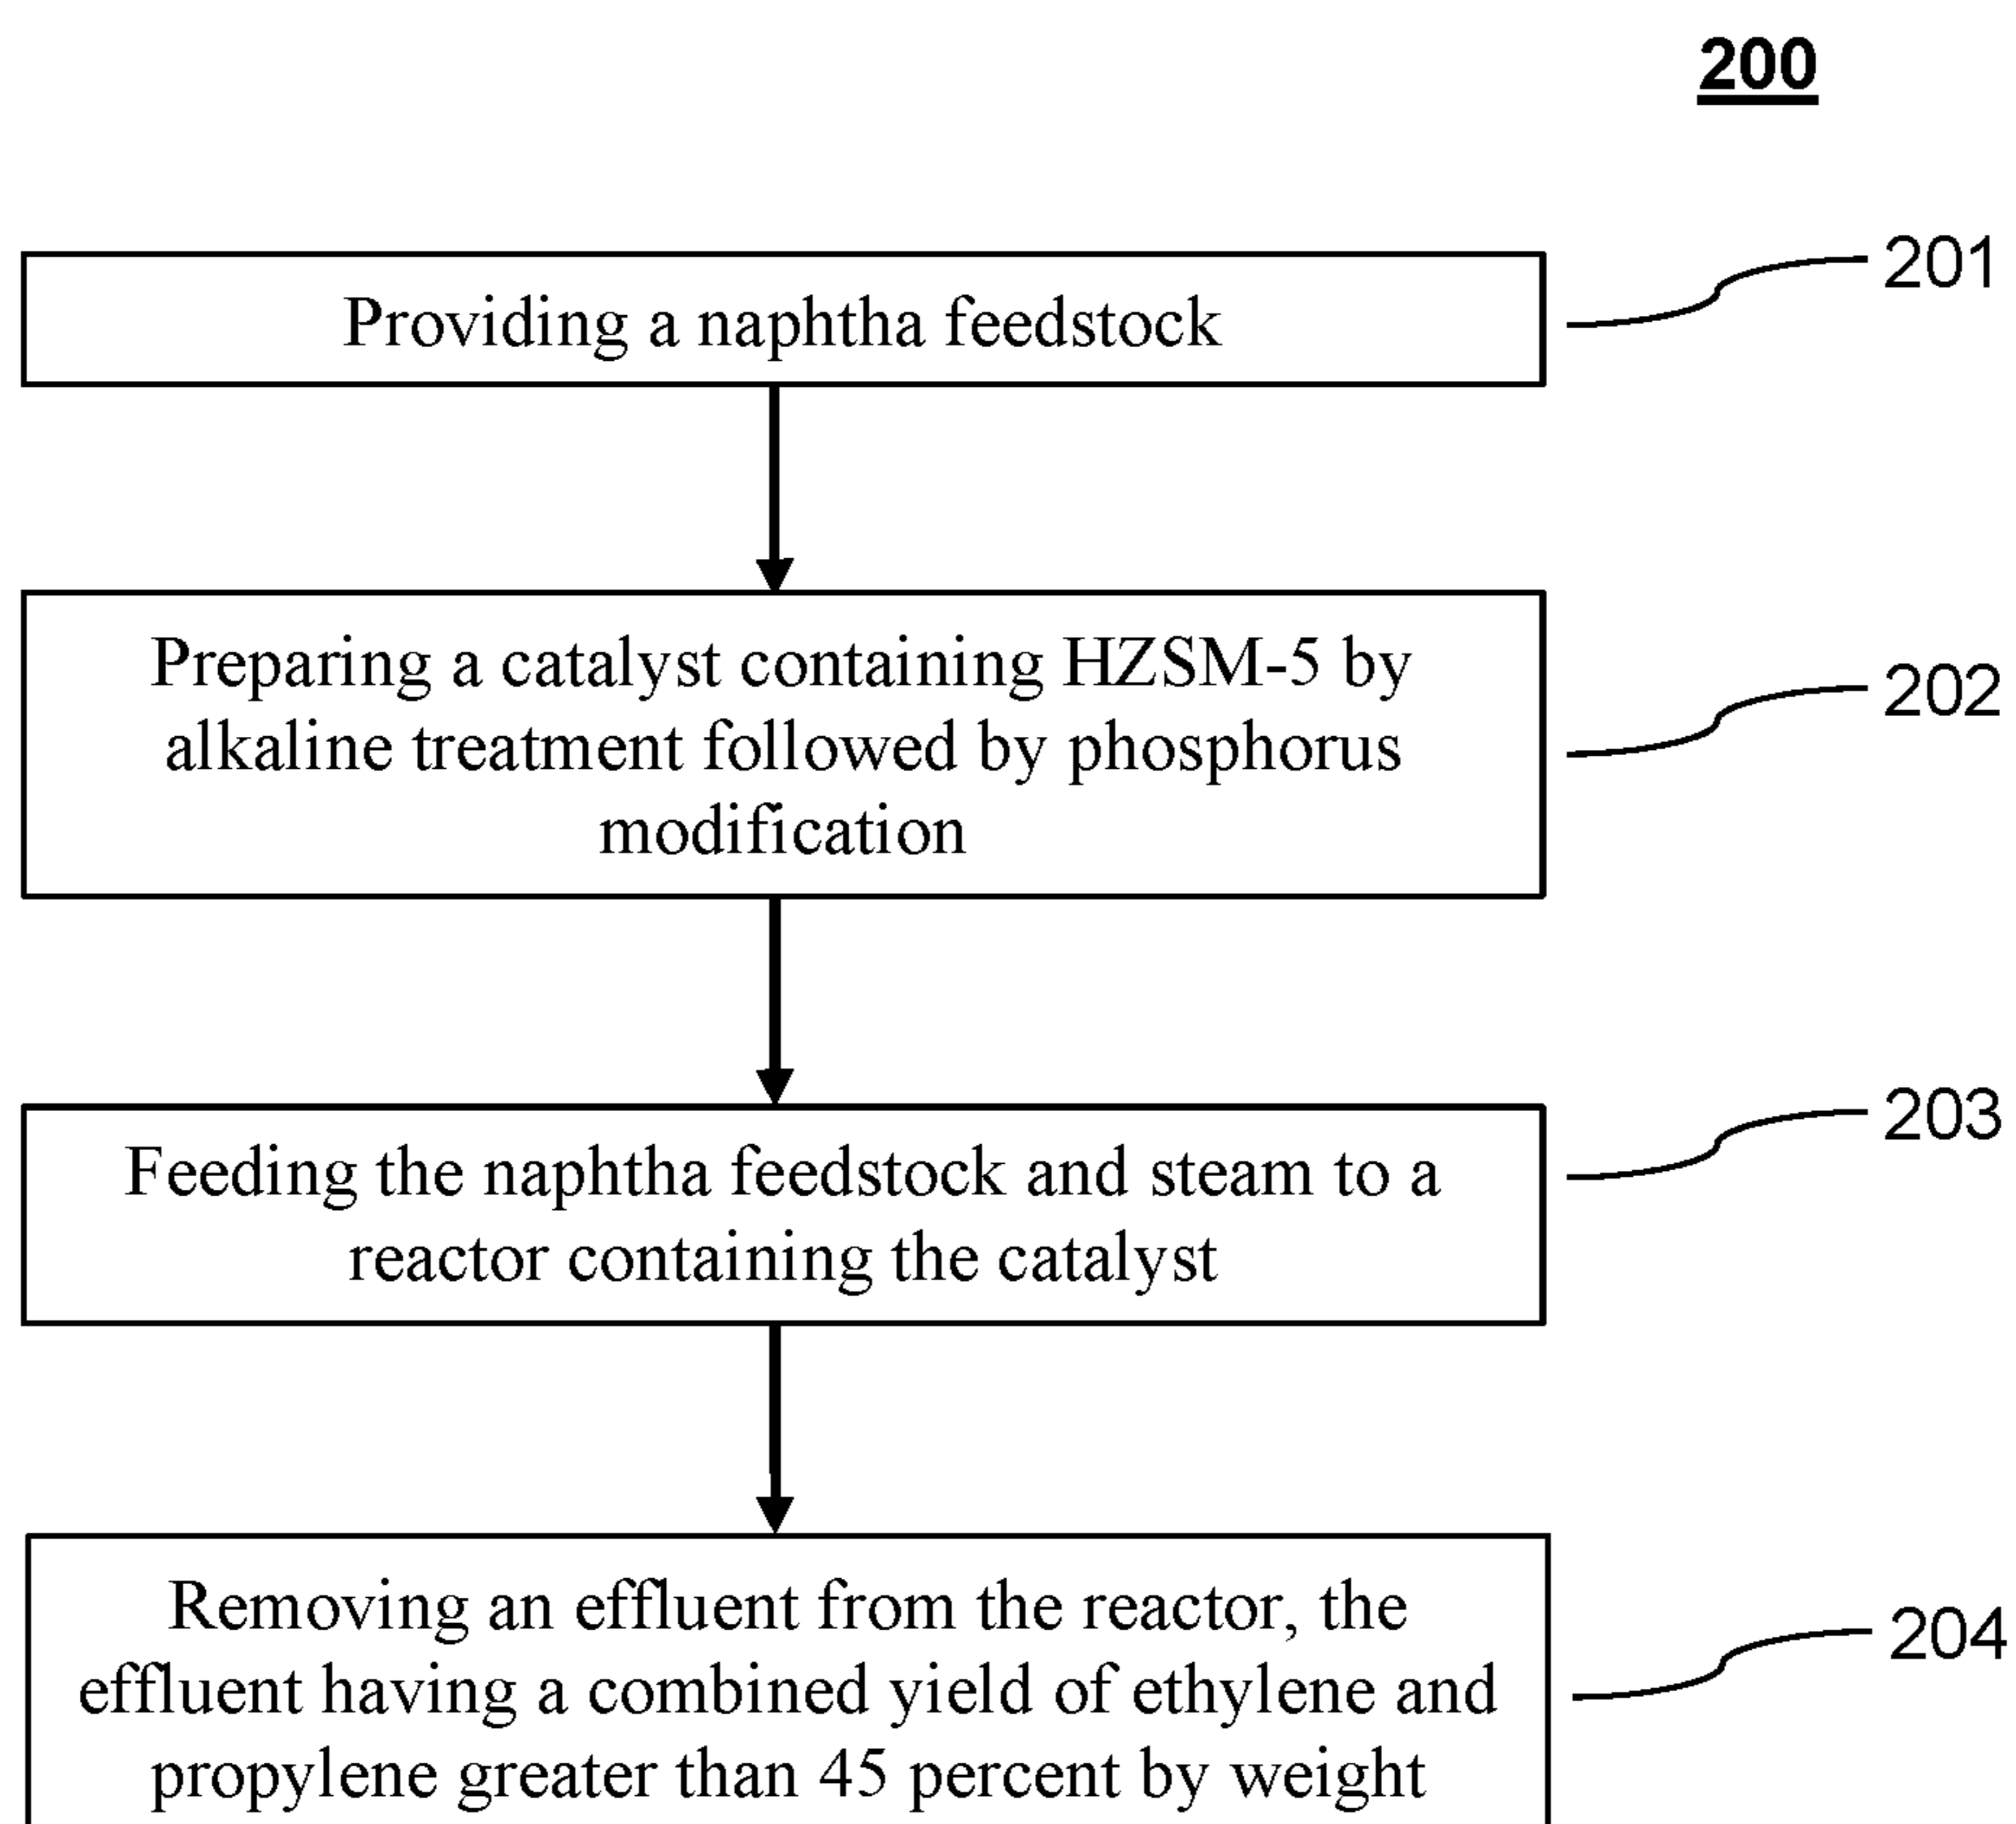 200
Providing a naphtha feedstock
201
Preparing a catalyst containing HZSM-5 by
alkaline treatment followed by phosphorus
modification
202
Feeding the naphtha feedstock and steam to a
reactor containing the catalyst
203
Removing an effluent from the reactor, the
effluent having a combined yield of ethylene and
propylene greater than 45 percent by weight
204